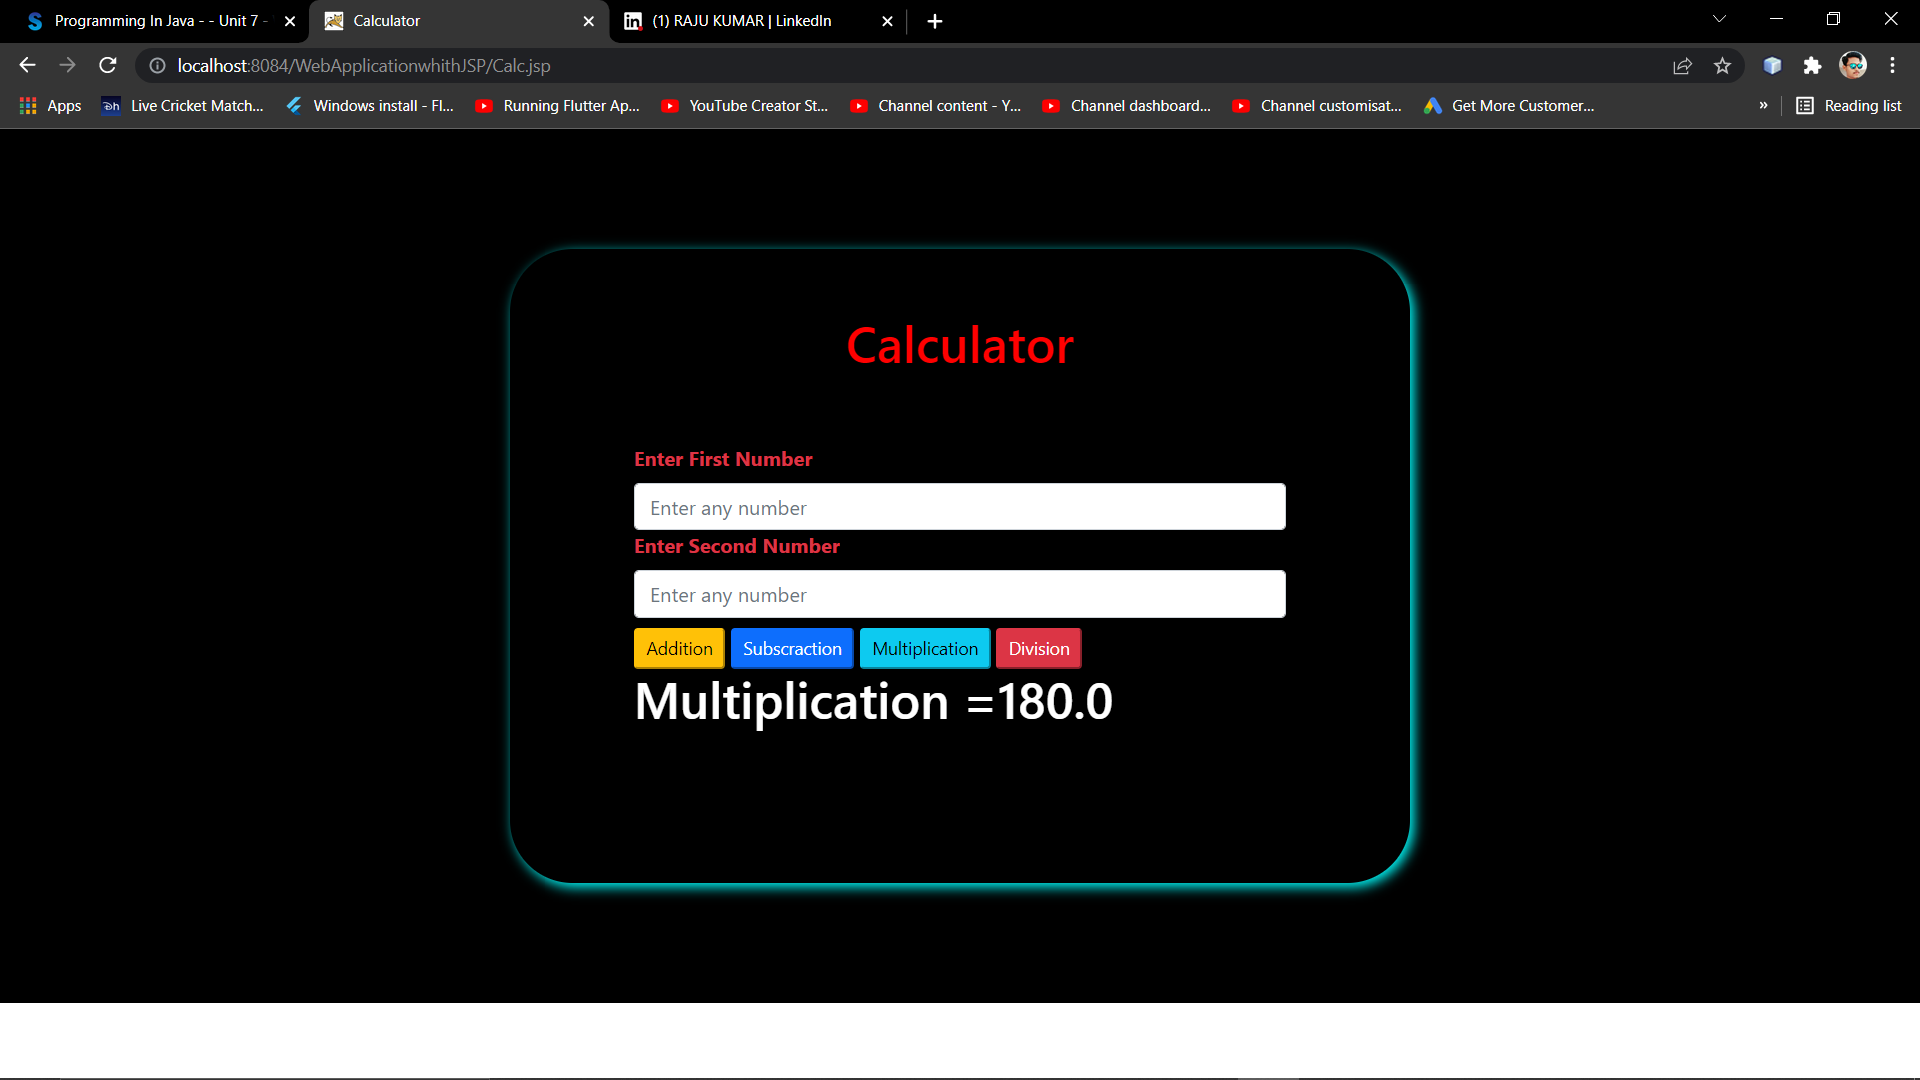 Programming In Java - - Unit 7 -
Calculator
(1) RAJU KUMAR | LinkedIn
localhost:8084/WebApplicationwhithJSP/Calc.jsp
Apps
Live Cricket Match...
Windows install - Fl...
Running Flutter Ap...
YouTube Creator St...
Channel content - Y...
Channel dashboard...
Channel customisat...
Get More Customer...
»
Reading list
Calculator
Enter First Number
Enter any number
Enter Second Number
Enter any number
Addition Subscraction Multiplication Division
Multiplication =180.0